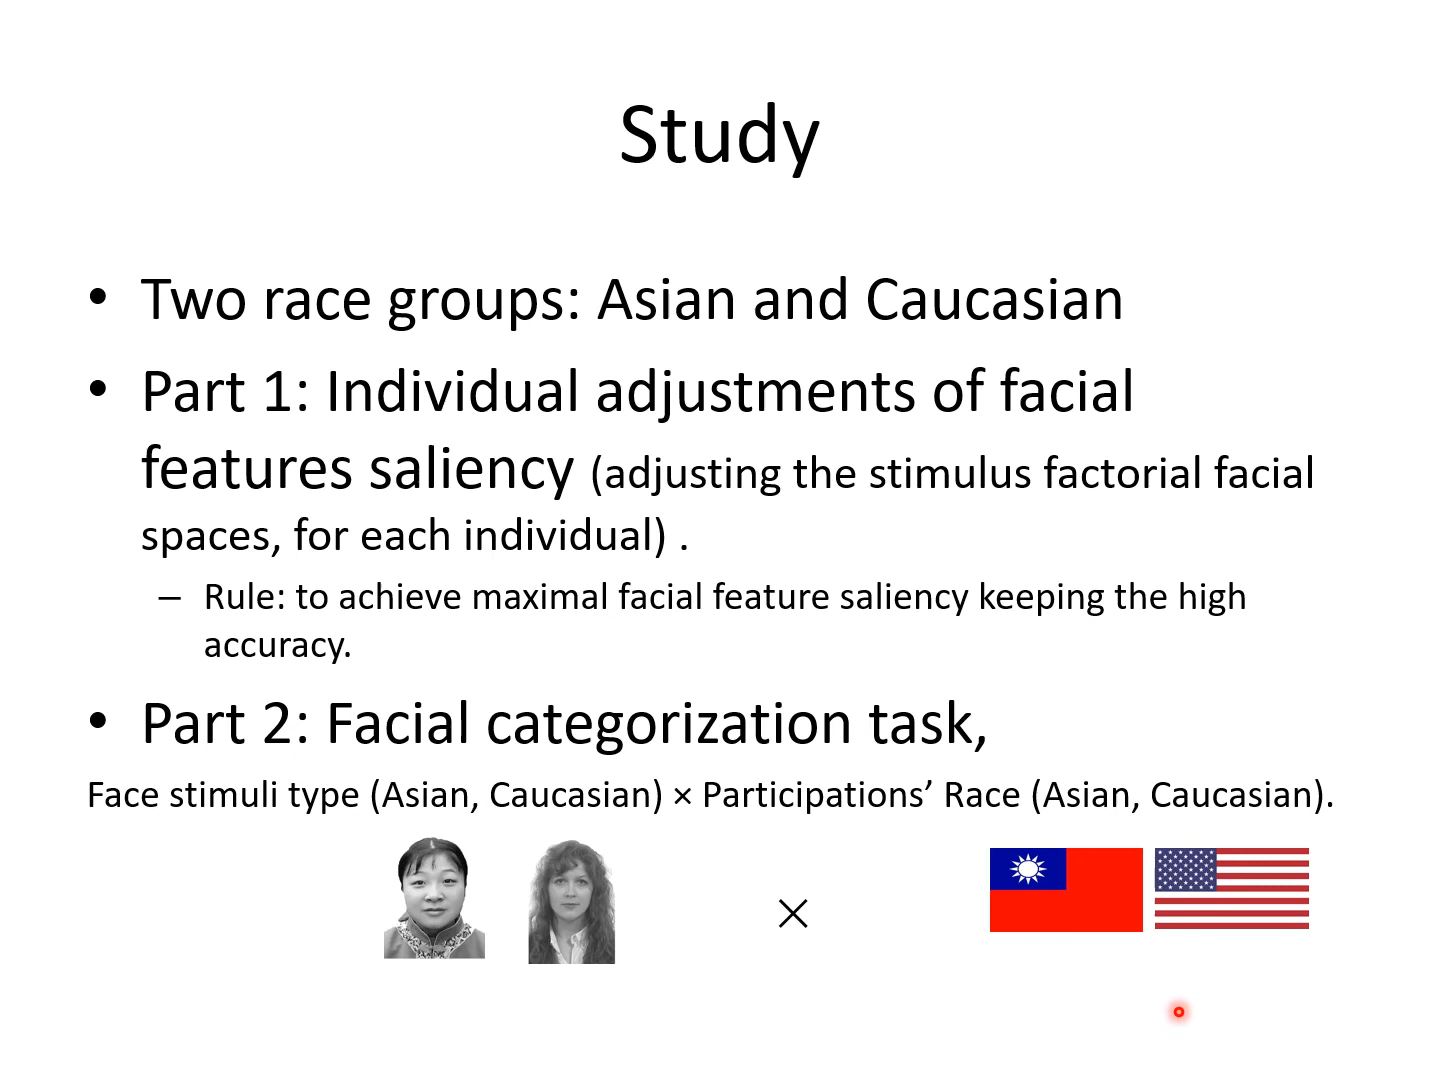 Study
• Two race groups: Asian and Caucasian
• Part 1: Individual adjustments of facial
features saliency (adjusting the stimulus factorial facial
spaces, for each individual) .
– Rule: to achieve maximal facial feature saliency keeping the high
accuracy.
• Part 2: Facial categorization task,
Face stimuli type (Asian, Caucasian) × Participations’ Race (Asian, Caucasian).
×